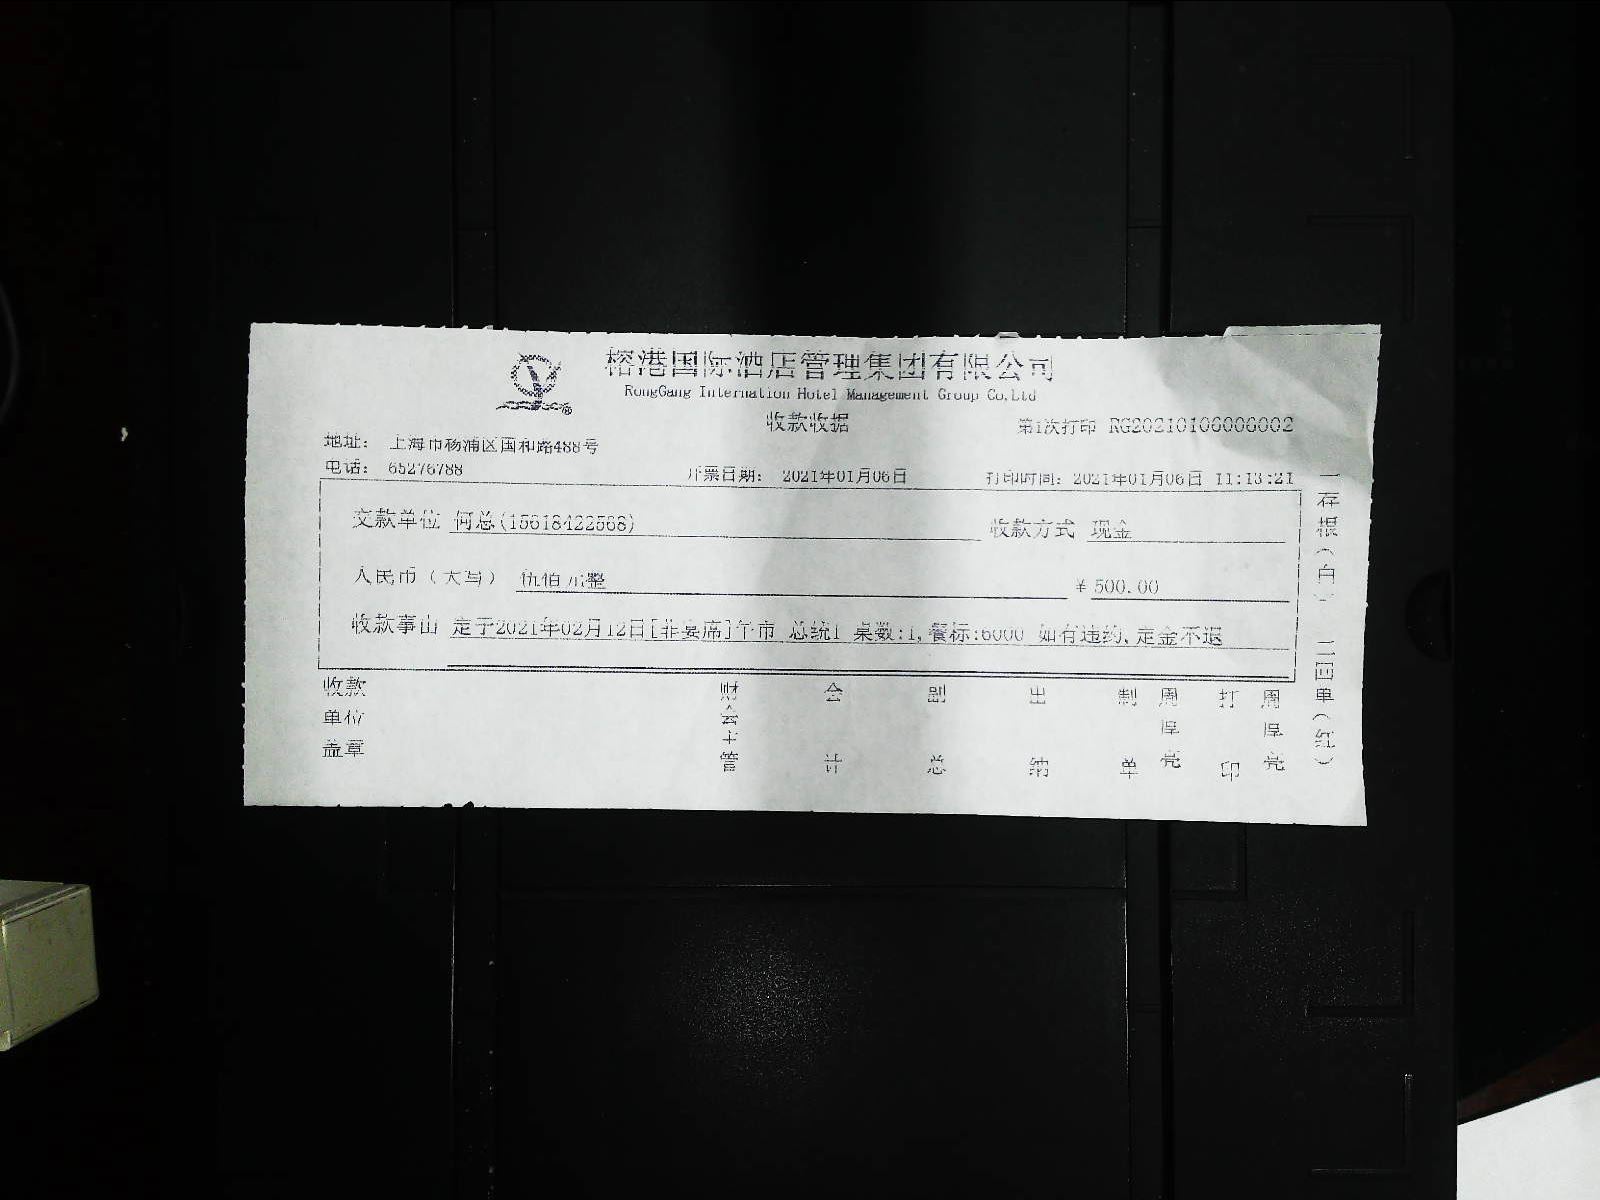 榕港国际酒店管理集团有限公司
RongGang Internation Hotel Management Group Co.Ltd
收款收据
第1次打印 RG20210106006002
地址： 上海市杨浦区国和路488号
电话： 65276788 开票日期： 2021年01月06日 打印时间：2021年01月06日 11:13:21
交款单位 何总(15618422568) 收款方式 现金
人民币（大写） 伍佰元整 ¥500.00
收款事由 定于2021年02月12日[非宴席]午市 总统1 桌数:1,餐标:6000 如有违约、定金不退
收款单位盖章 财会主管 会计 副总 出纳 制单 周厚亮 打印 周厚亮
一存根（白） 二回单（红）